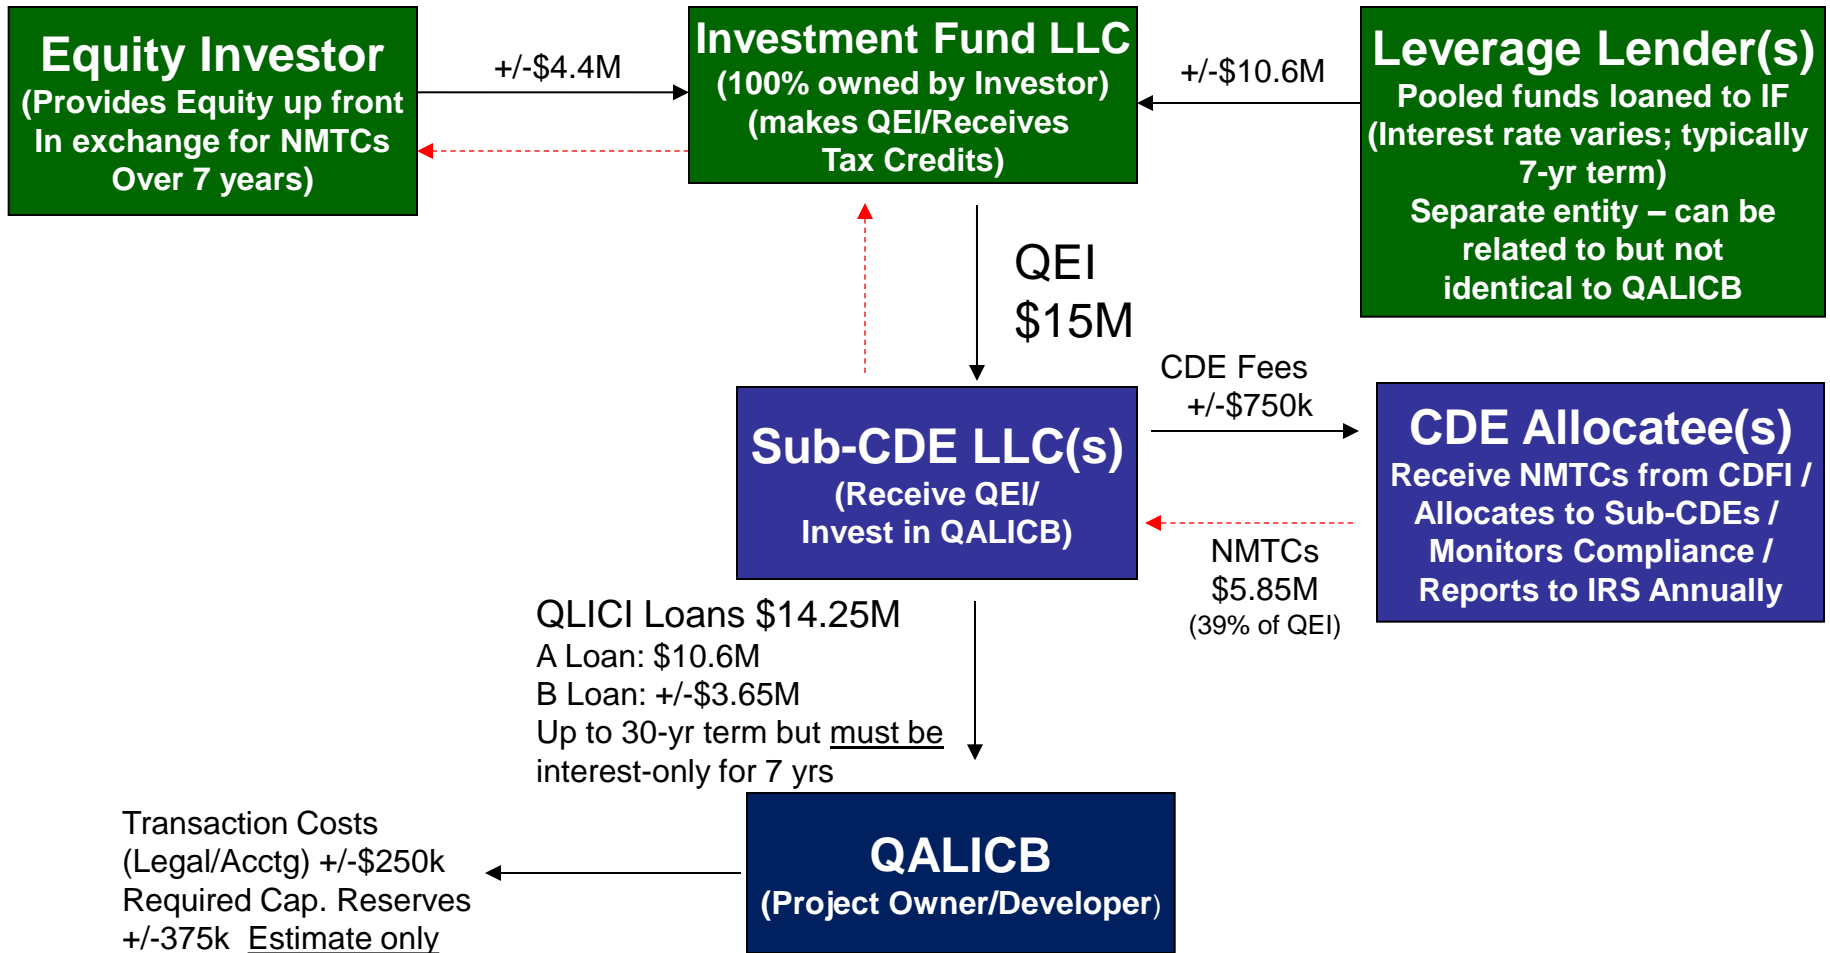 Equity Investor
(Provides Equity up front
In exchange for NMTCs
Over 7 years)
+/-$4.4M
Investment Fund LLC
(100% owned by Investor)
(makes QEI/Receives
Tax Credits)
+/-$10.6M
Leverage Lender(s)
Pooled funds loaned to IF
(Interest rate varies; typically
7-yr term)
Separate entity – can be
related to but not
identical to QALICB
QEI
$15M
CDE Fees
+/-$750k
Sub-CDE LLC(s)
(Receive QEI/
Invest in QALICB)
CDE Allocatee(s)
Receive NMTCs from CDFI /
Allocates to Sub-CDEs /
Monitors Compliance /
Reports to IRS Annually
NMTCs
$5.85M
(39% of QEI)
QLICI Loans $14.25M
A Loan: $10.6M
B Loan: +/-$3.65M
Up to 30-yr term but must be
interest-only for 7 yrs
Transaction Costs
(Legal/Acctg) +/-$250k
Required Cap. Reserves
+/-375k  Estimate only
QALICB
(Project Owner/Developer)